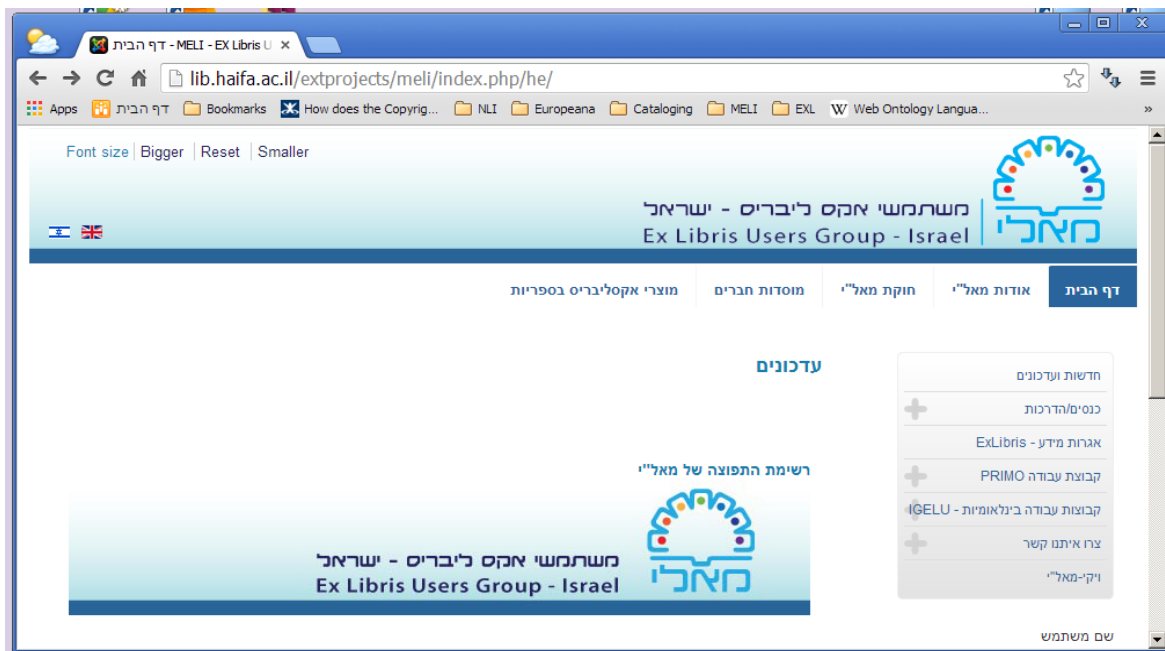 דף הבית - MELI - EX Libris U
lib.haifa.ac.il/extprojects/meli/index.php/he/
Apps דף הבית Bookmarks How does the Copyrig... NLI Europeana Cataloging MELI EXL Web Ontology Langua... »
Font size | Bigger | Reset | Smaller
משתמשי אקס ליבריס - ישראל
Ex Libris Users Group - Israel
מאלי
דף הבית אודות מאל"י חוקת מאל"י מוסדות חברים מוצרי אקסליבריס בספריות
חדשות ועדכונים
כנסים/הדרכות
אגרות מידע - ExLibris
קבוצת עבודה PRIMO
קבוצות עבודה בינלאומיות - IGELU
צרו איתנו קשר
ויקי-מאל"י
שם משתמש
עדכונים
רשימת התפוצה של מאל"י
משתמשי אקס ליבריס - ישראל
Ex Libris Users Group - Israel
מאלי